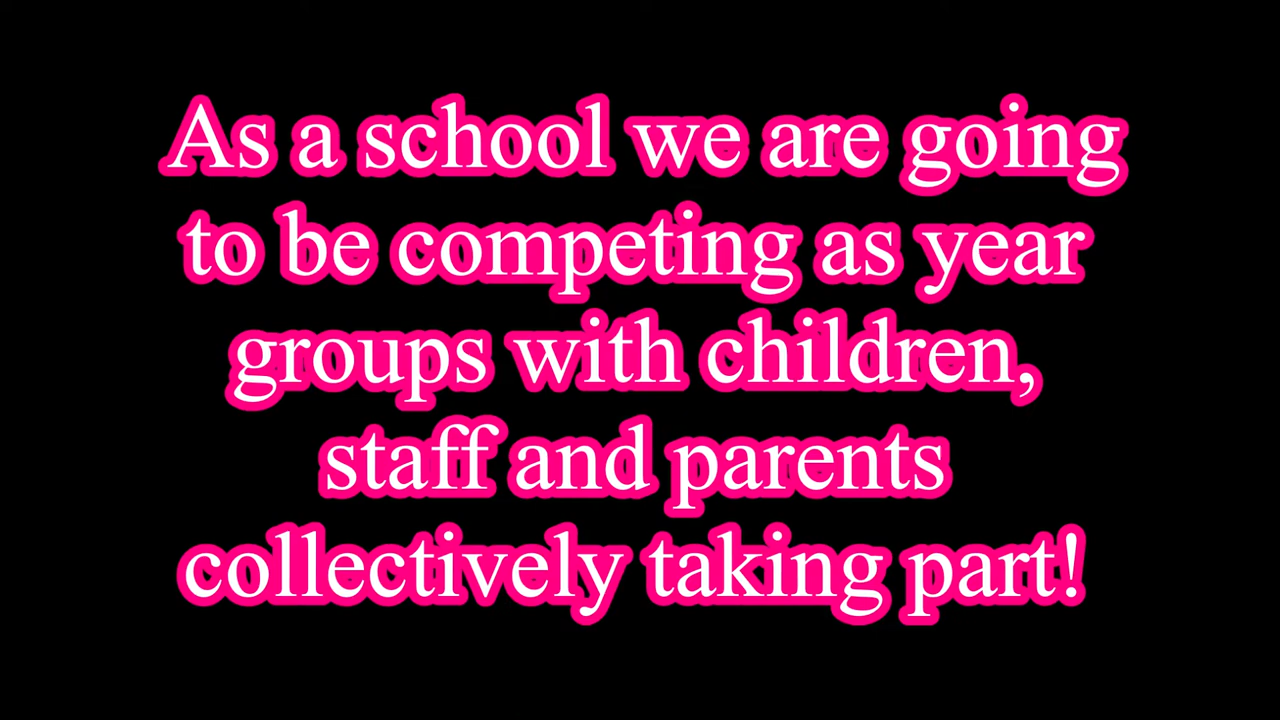 As a school we are going
to be competing as year
groups with children,
staff and parents
collectively taking part!